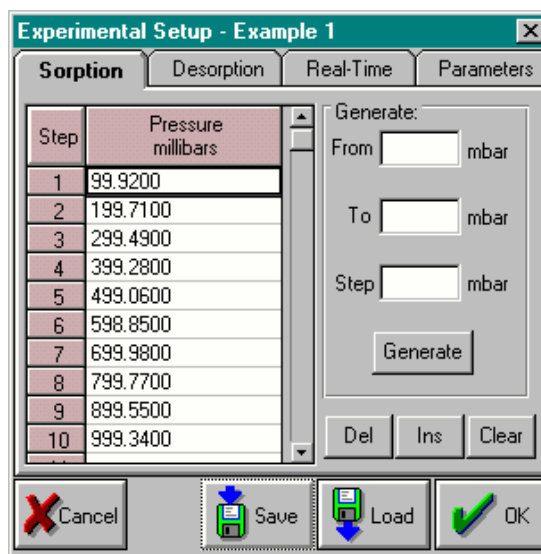 Experimental Setup - Example 1
Sorption Desorption Real-Time Parameters
Step Pressure millibars
1 99.9200
2 199.7100
3 299.4900
4 399.2800
5 499.0600
6 598.8500
7 699.9800
8 799.7700
9 899.5500
10 999.3400
Generate:
From mbar
To mbar
Step mbar
Generate
Del Ins Clear
Cancel Save Load OK